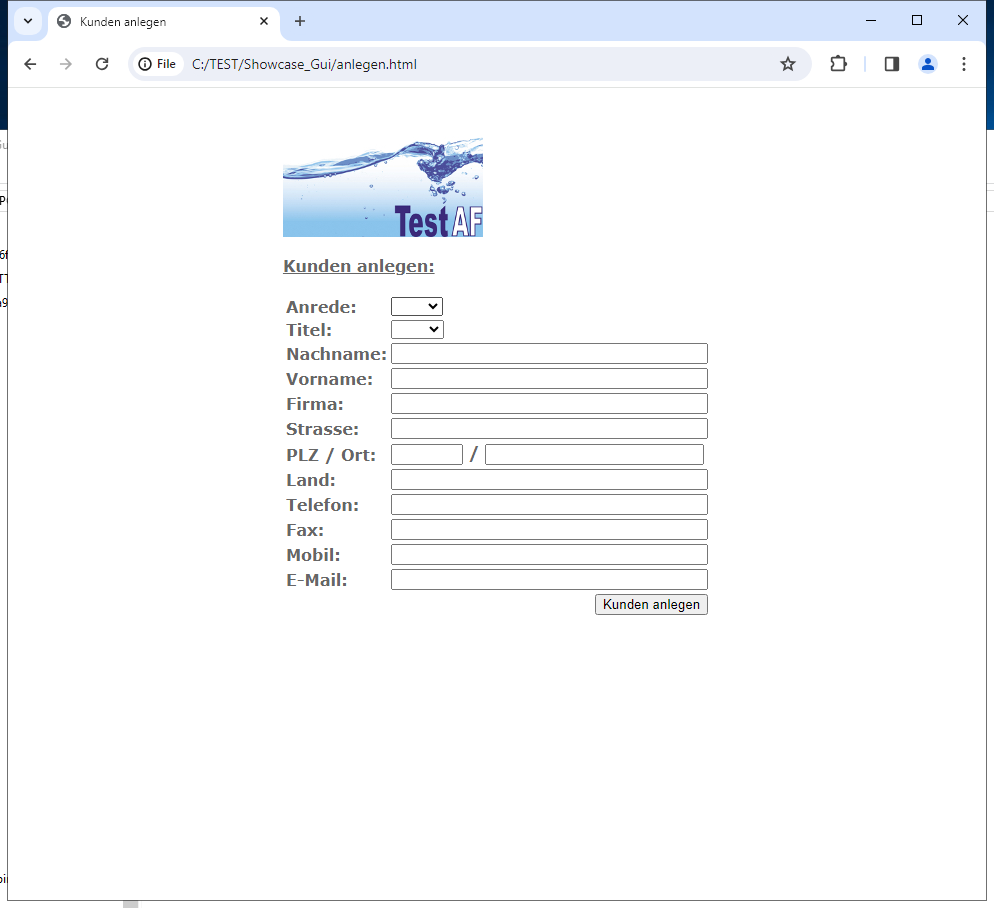 Kunden anlegen
File C:/TEST/Showcase_Gui/anlegen.html
Test AF
Kunden anlegen:
Anrede:
Titel:
Nachname:
Vorname:
Firma:
Strasse:
PLZ / Ort: /
Land:
Telefon:
Fax:
Mobil:
E-Mail:
Kunden anlegen